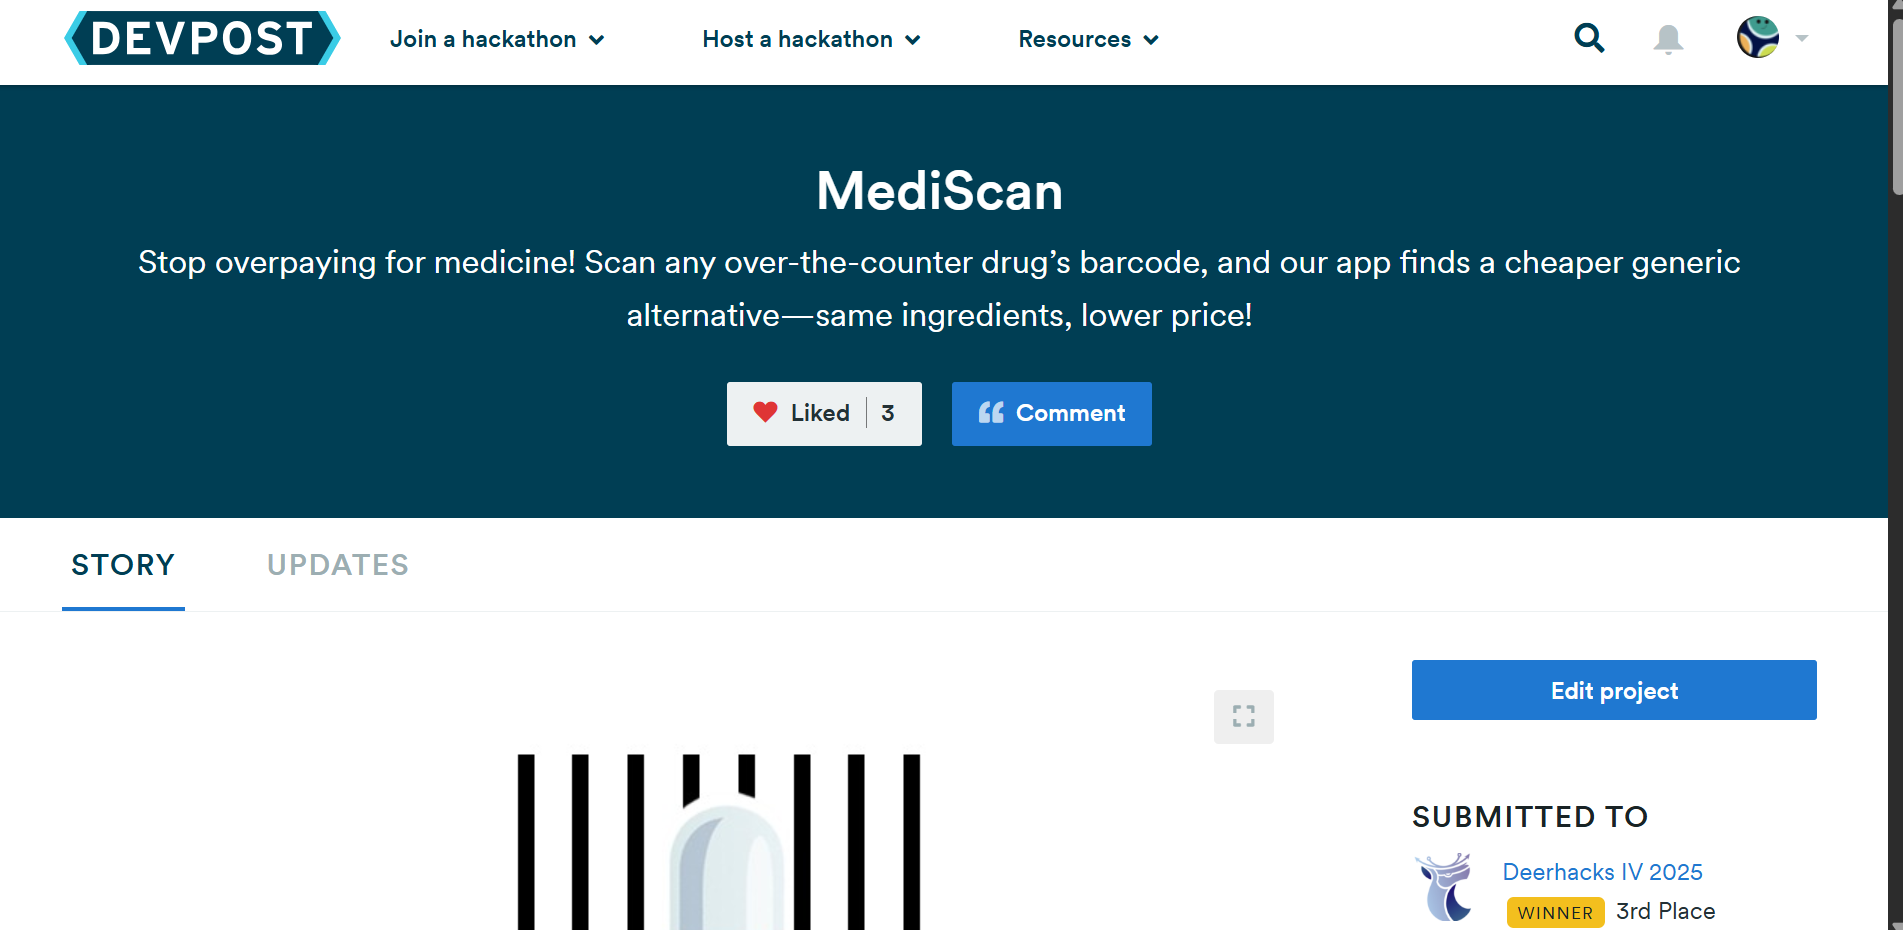 DEVPOST
Join a hackathon
Host a hackathon
Resources
MediScan
Stop overpaying for medicine! Scan any over-the-counter drug’s barcode, and our app finds a cheaper generic
alternative—same ingredients, lower price!
Liked 3
Comment
STORY
UPDATES
Edit project
SUBMITTED TO
Deerhacks IV 2025
WINNER 3rd Place